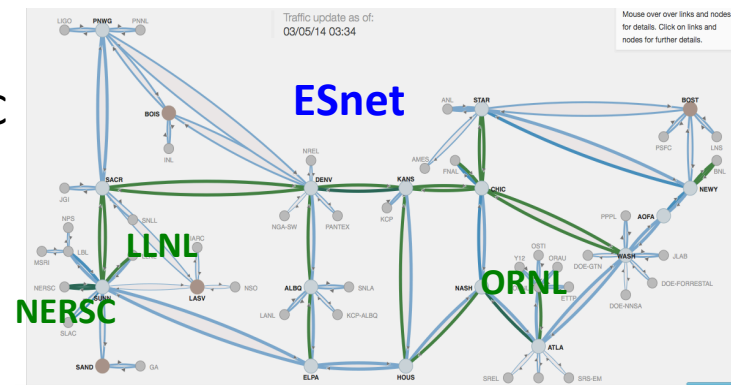 Traffic update as of:
03/05/14 03:34
Mouse over over links and nodes
for details. Click on links and
nodes for further details.
C
ESnet
LIGO
PNWG
PNNL
BOIS
INL
STAR
ANL
BOST
AMES
PSFC
LNS
NREL
FNAL
BNL
SACR
DENV
KANS
CHIC
NEWY
JGI
KCP
AOFA
NPS
SNLL
NGA-SW
PANTEX
PPPL
LBL
LLNL
MSRI
OSTI
Y12
ORAU
WASH
JLAB
DOE-GTN
NERSC
SUNN
LASV
NSO
ALBQ
SNLA
NASH
ORNL
ETTP
DOE-FORRESTAL
DOE-NNSA
NERSC
SLAC
LANL
KCP-ALBQ
ATLA
SAND
GA
ELPA
HOUS
SREL
SRS-EM